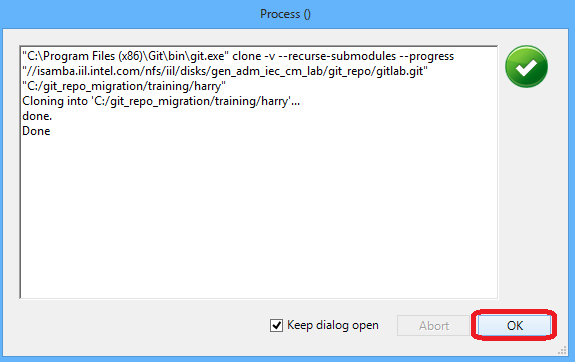 Process ()
"C:\Program Files (x86)\Git\bin\git.exe" clone -v --recurse-submodules --progress
"//isamba.iil.intel.com/nfs/iil/disks/gen_adm_iec_cm_lab/git_repo/gitlab.git"
"C:/git_repo_migration/training/harry"
Cloning into 'C:/git_repo_migration/training/harry'...
done.
Done
Keep dialog open
Abort
OK